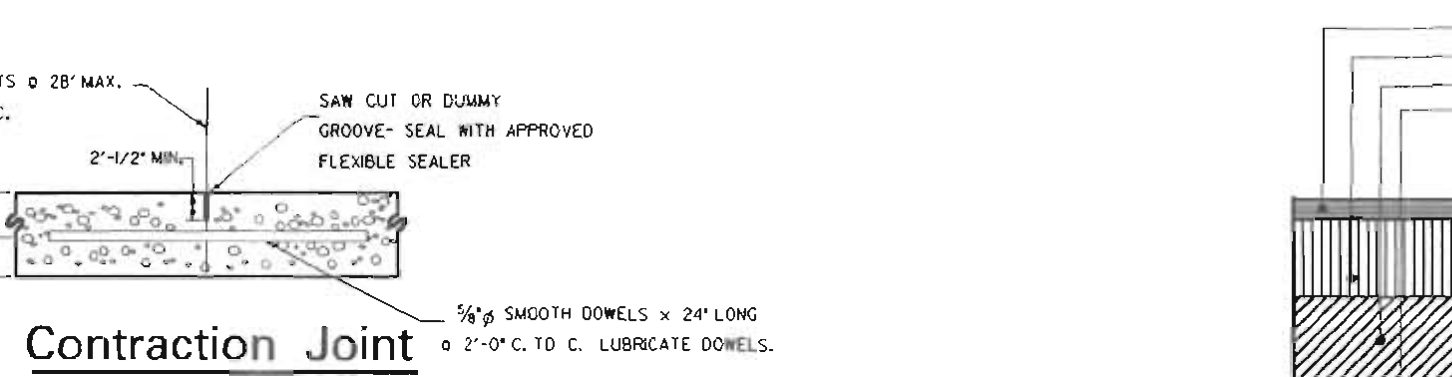 TS @ 28' MAX.
C.
SAW CUT OR DUMMY
GROOVE- SEAL WITH APPROVED
FLEXIBLE SEALER
2'-1/2" MIN.
5/8"ø SMOOTH DOWELS x 24" LONG
@ 2'-0" C. TO C. LUBRICATE DOWELS.
Contraction Joint